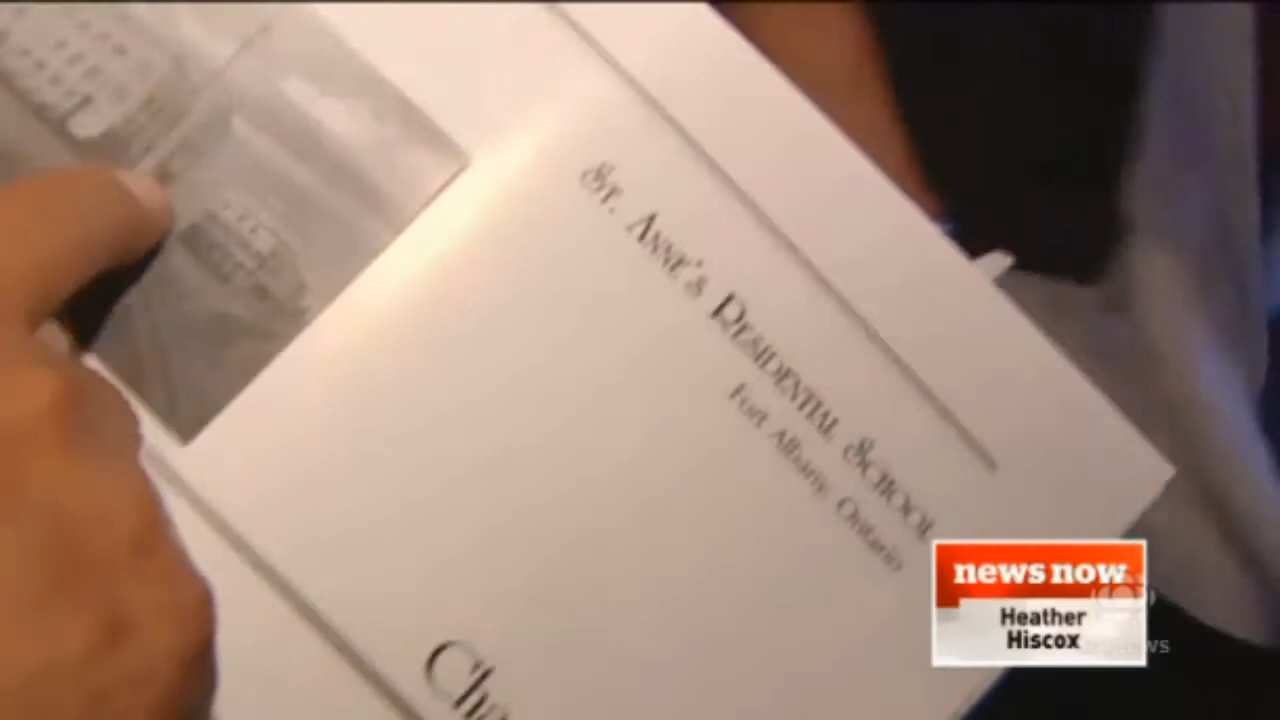 St. Anne's Residential School
Fort Albany, Ontario
news now
Heather
Hiscox